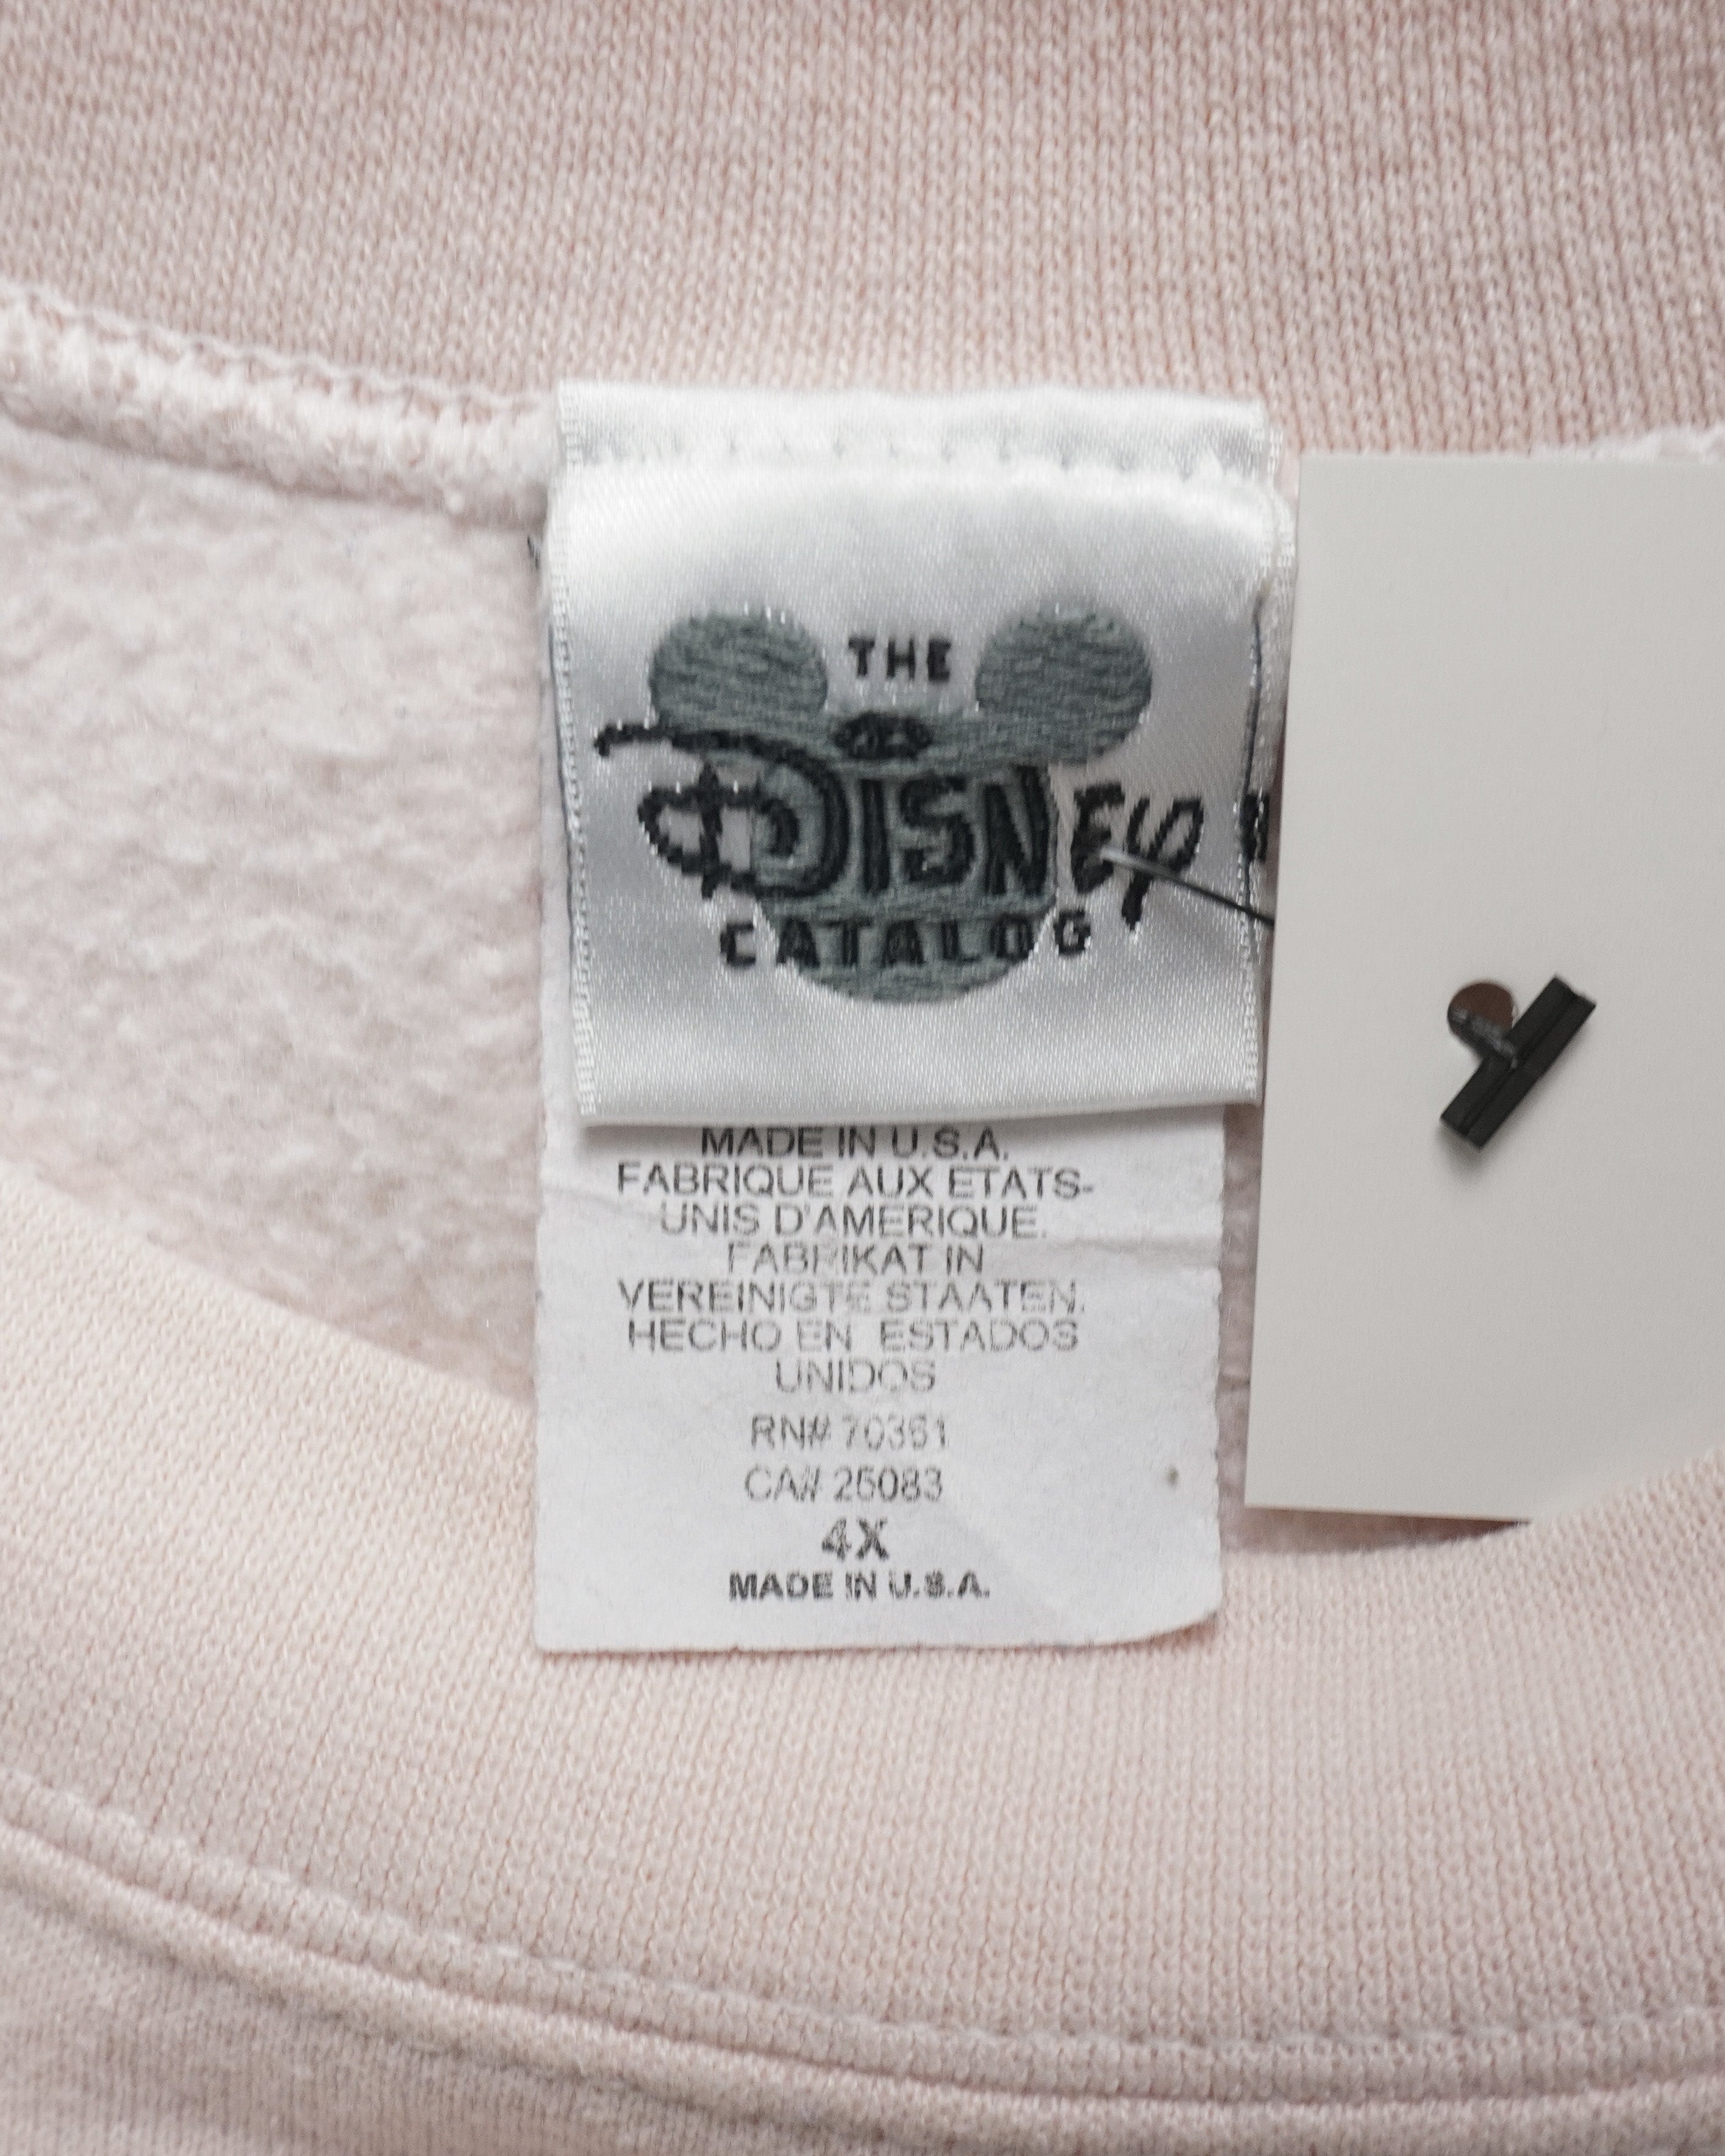 THE
DISNEY
CATALOG
MADE IN U.S.A.
FABRIQUE AUX ETATS-
UNIS D'AMERIQUE.
FABRIKAT IN
VEREINIGTE STAATEN.
HECHO EN ESTADOS
UNIDOS
RN# 70361
CA# 25083
4X
MADE IN U.S.A.